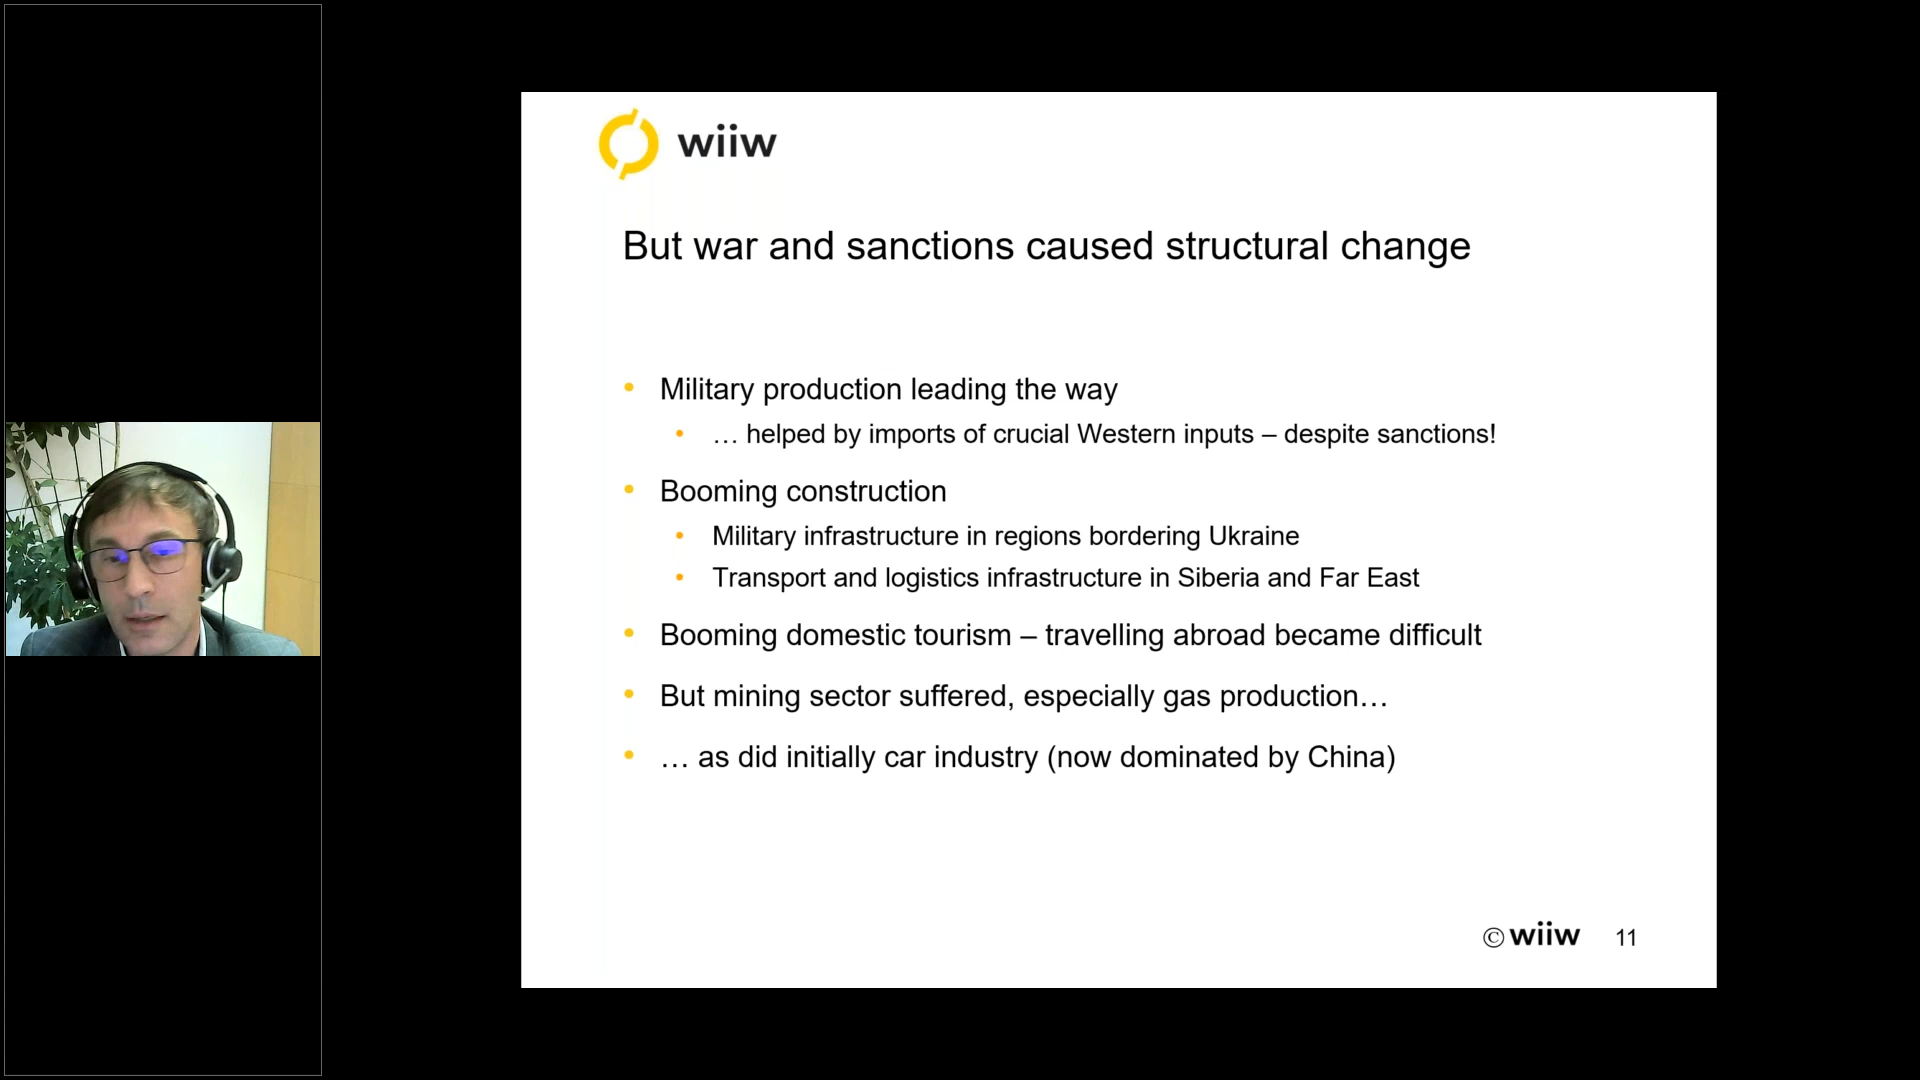 wiiw
But war and sanctions caused structural change
• Military production leading the way
• … helped by imports of crucial Western inputs – despite sanctions!
• Booming construction
• Military infrastructure in regions bordering Ukraine
• Transport and logistics infrastructure in Siberia and Far East
• Booming domestic tourism – travelling abroad became difficult
• But mining sector suffered, especially gas production…
• … as did initially car industry (now dominated by China)
© wiiw 11